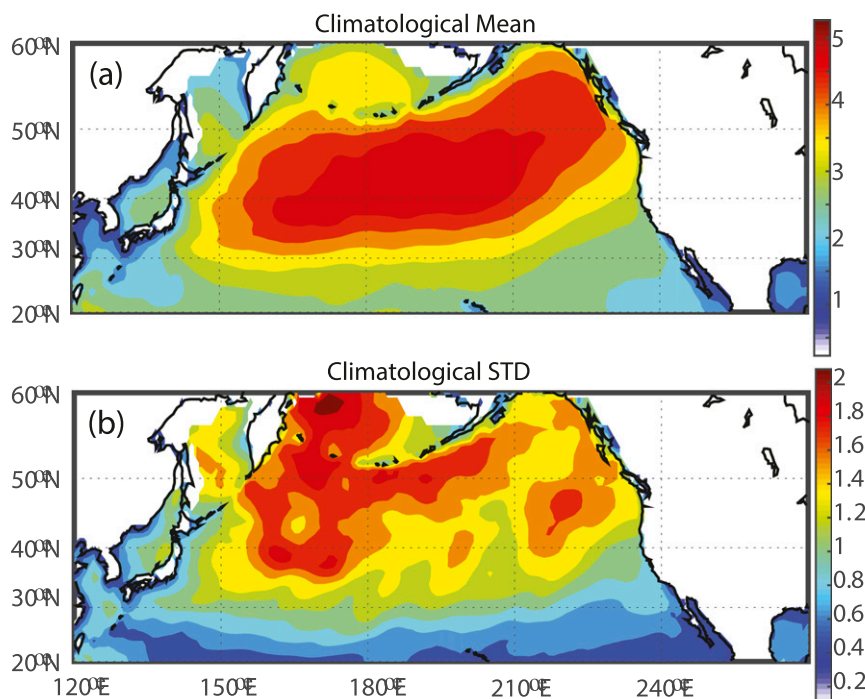 Climatological Mean
(a)
60°N
50°N
40°N
30°N
20°N
5
4
3
2
1
Climatological STD
(b)
60°N
50°N
40°N
30°N
20°N
120°E
150°E
180°E
210°E
240°E
2
1.8
1.6
1.4
1.2
1
0.8
0.6
0.4
0.2